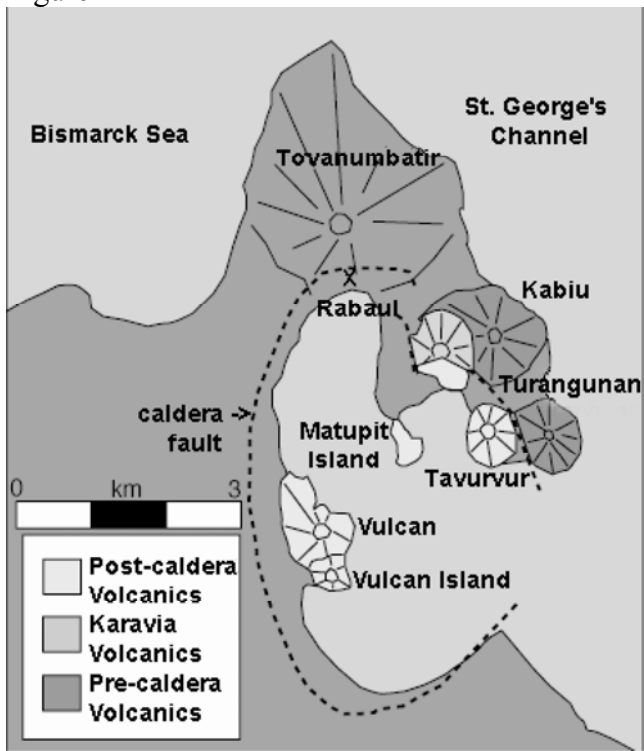 Bismarck Sea
St. George's
Channel
Tovanumbatir
X
Rabaul
Kabiu
Turangunan
caldera ->
fault
Matupit
Island
Tavurvur
0 km 3
Vulcan
Vulcan Island
Post-caldera
Volcanics
Karavia
Volcanics
Pre-caldera
Volcanics